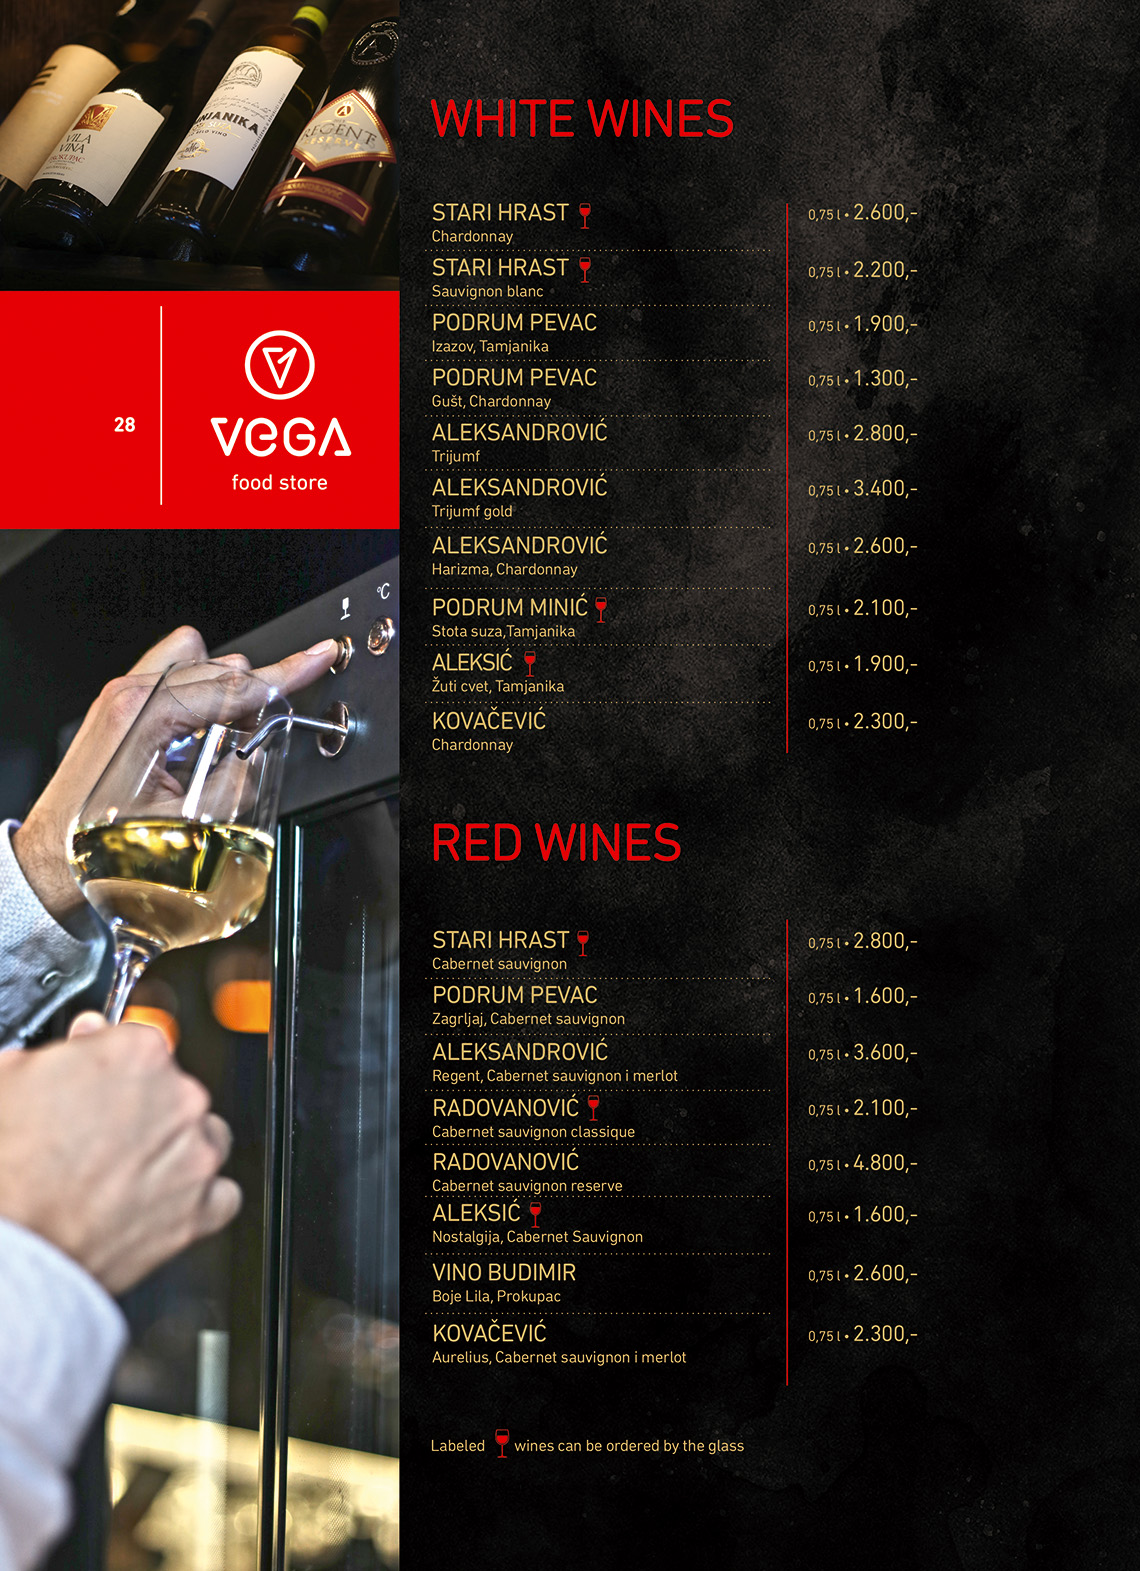 VILA
VINA
PROKUPAC
REGENT
RESERVE
28
VEGA
food store
°C
WHITE WINES
STARI HRAST
0,75 l • 2.600,-
Chardonnay
STARI HRAST
0,75 l • 2.200,-
Sauvignon blanc
PODRUM PEVAC
0,75 l • 1.900,-
Izazov, Tamjanika
PODRUM PEVAC
0,75 l • 1.300,-
Gušt, Chardonnay
ALEKSANDROVIĆ
0,75 l • 2.800,-
Trijumf
ALEKSANDROVIĆ
0,75 l • 3.400,-
Trijumf gold
ALEKSANDROVIĆ
0,75 l • 2.600,-
Harizma, Chardonnay
PODRUM MINIĆ
0,75 l • 2.100,-
Stota suza,Tamjanika
ALEKSIĆ
0,75 l • 1.900,-
Žuti cvet, Tamjanika
KOVAČEVIĆ
0,75 l • 2.300,-
Chardonnay
RED WINES
STARI HRAST
0,75 l • 2.800,-
Cabernet sauvignon
PODRUM PEVAC
0,75 l • 1.600,-
Zagrljaj, Cabernet sauvignon
ALEKSANDROVIĆ
0,75 l • 3.600,-
Regent, Cabernet sauvignon i merlot
RADOVANOVIĆ
0,75 l • 2.100,-
Cabernet sauvignon classique
RADOVANOVIĆ
0,75 l • 4.800,-
Cabernet sauvignon reserve
ALEKSIĆ
0,75 l • 1.600,-
Nostalgija, Cabernet Sauvignon
VINO BUDIMIR
0,75 l • 2.600,-
Boje Lila, Prokupac
KOVAČEVIĆ
0,75 l • 2.300,-
Aurelius, Cabernet sauvignon i merlot
Labeled wines can be ordered by the glass